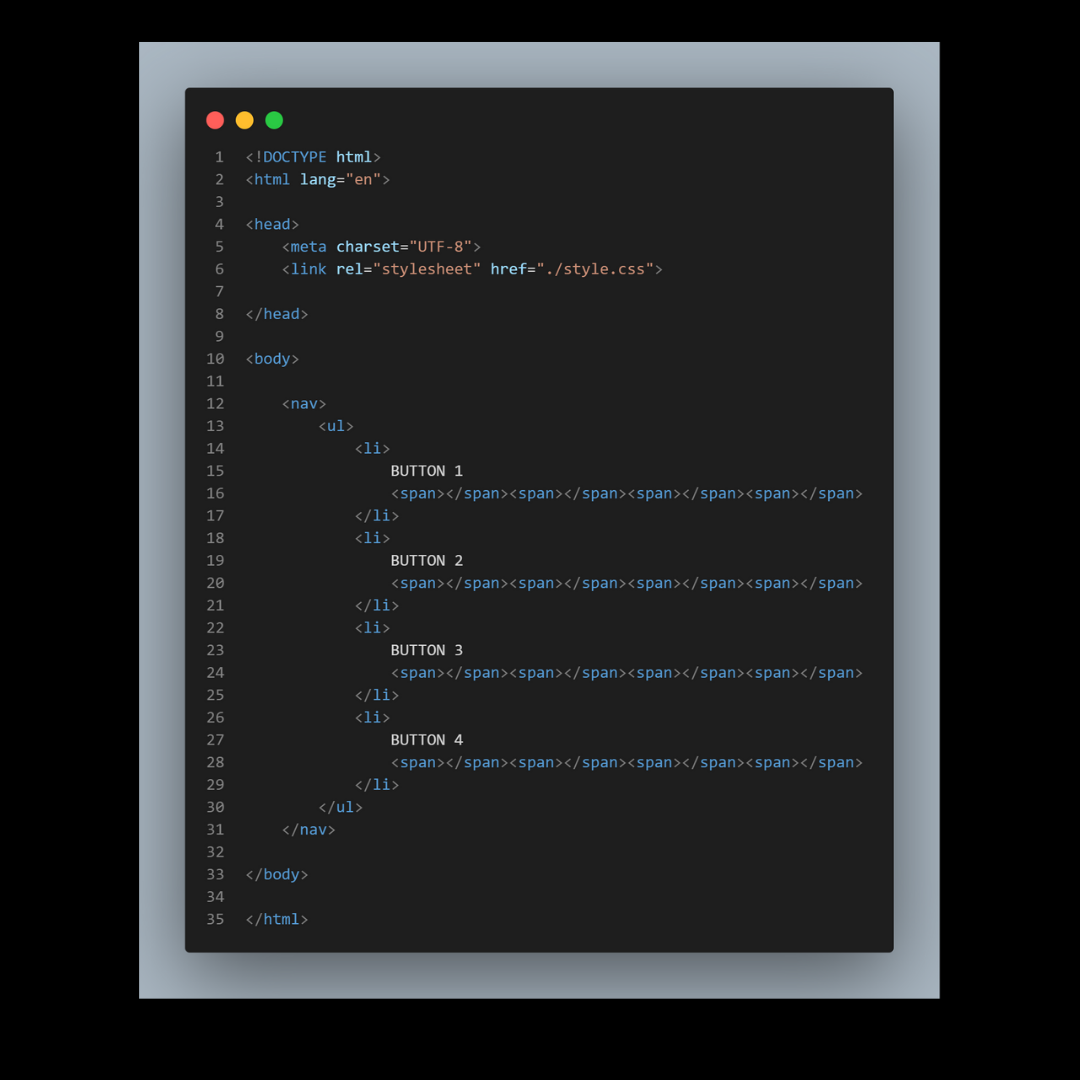 1 <!DOCTYPE html>
2 <html lang="en">
3
4 <head>
5     <meta charset="UTF-8">
6     <link rel="stylesheet" href="./style.css">
7
8 </head>
9
10 <body>
11
12     <nav>
13         <ul>
14             <li>
15                 BUTTON 1
16                 <span></span><span></span><span></span><span></span>
17             </li>
18             <li>
19                 BUTTON 2
20                 <span></span><span></span><span></span><span></span>
21             </li>
22             <li>
23                 BUTTON 3
24                 <span></span><span></span><span></span><span></span>
25             </li>
26             <li>
27                 BUTTON 4
28                 <span></span><span></span><span></span><span></span>
29             </li>
30         </ul>
31     </nav>
32
33 </body>
34
35 </html>